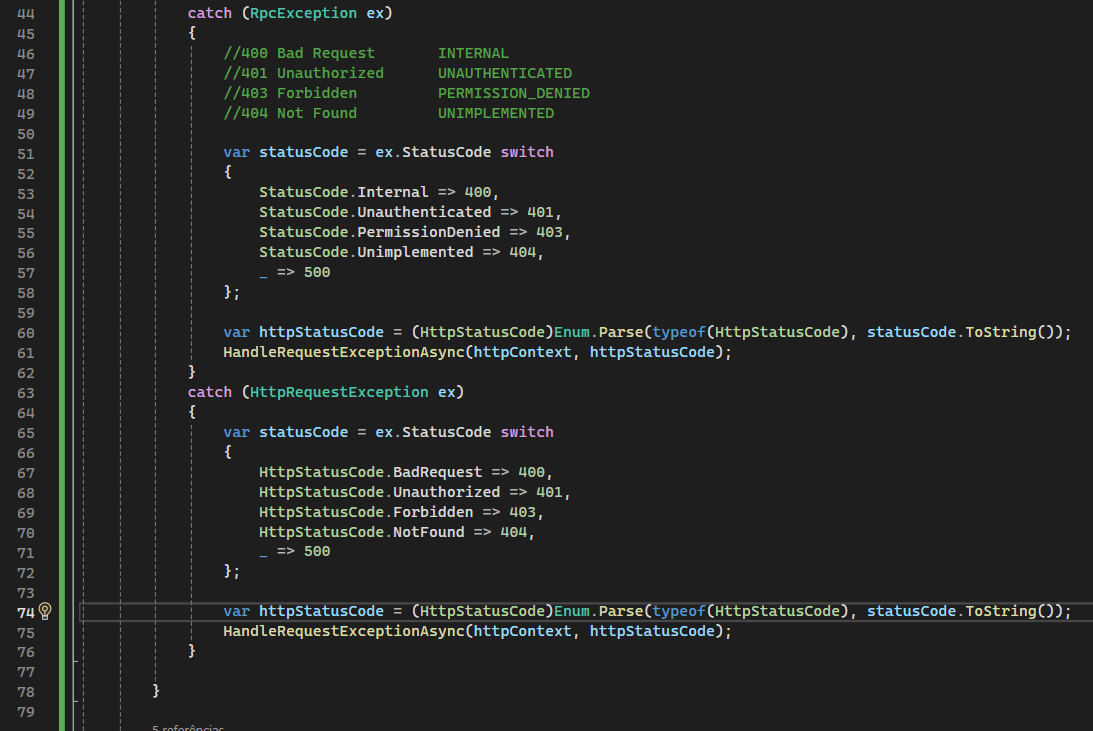 44 catch (RpcException ex)
45 {
46 //400 Bad Request INTERNAL
47 //401 Unauthorized UNAUTHENTICATED
48 //403 Forbidden PERMISSION_DENIED
49 //404 Not Found UNIMPLEMENTED
50
51 var statusCode = ex.StatusCode switch
52 {
53 StatusCode.Internal => 400,
54 StatusCode.Unauthenticated => 401,
55 StatusCode.PermissionDenied => 403,
56 StatusCode.Unimplemented => 404,
57 _ => 500
58 };
59
60 var httpStatusCode = (HttpStatusCode)Enum.Parse(typeof(HttpStatusCode), statusCode.ToString());
61 HandleRequestExceptionAsync(httpContext, httpStatusCode);
62 }
63 catch (HttpRequestException ex)
64 {
65 var statusCode = ex.StatusCode switch
66 {
67 HttpStatusCode.BadRequest => 400,
68 HttpStatusCode.Unauthorized => 401,
69 HttpStatusCode.Forbidden => 403,
70 HttpStatusCode.NotFound => 404,
71 _ => 500
72 };
73
74 var httpStatusCode = (HttpStatusCode)Enum.Parse(typeof(HttpStatusCode), statusCode.ToString());
75 HandleRequestExceptionAsync(httpContext, httpStatusCode);
76 }
77
78 }
79
5 referências